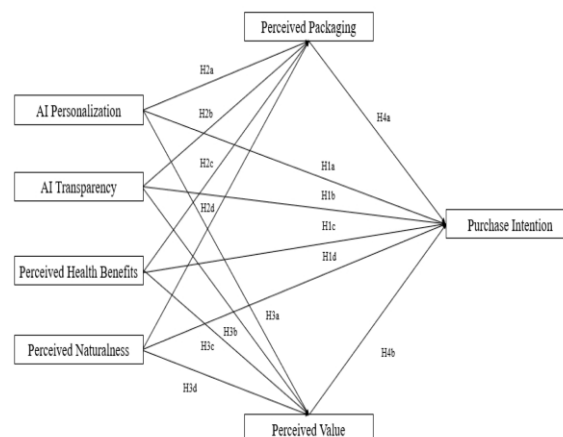 Perceived Packaging
H2a
AI Personalization
H2b
H4a
H2c
H1a
AI Transparency
H2d
H1b
Purchase Intention
H1c
Perceived Health Benefits
H1d
H3a
H3b
Perceived Naturalness
H3c
H4b
H3d
Perceived Value